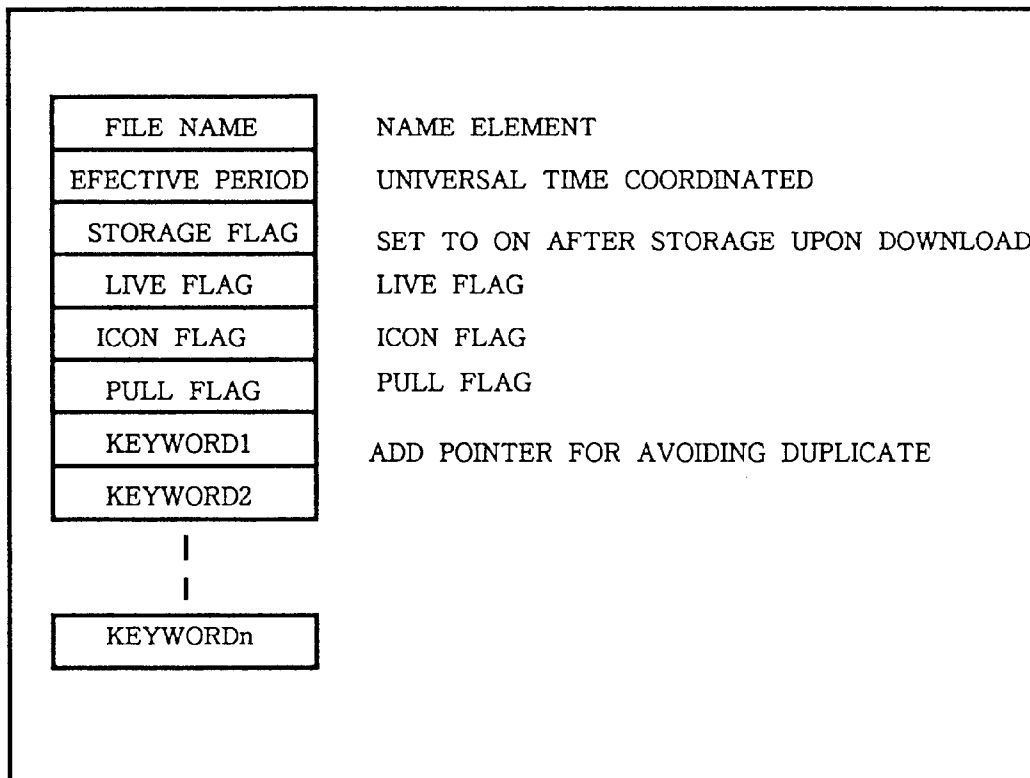 FILE NAME NAME ELEMENT
EFECTIVE PERIOD UNIVERSAL TIME COORDINATED
STORAGE FLAG SET TO ON AFTER STORAGE UPON DOWNLOAD
LIVE FLAG LIVE FLAG
ICON FLAG ICON FLAG
PULL FLAG PULL FLAG
KEYWORD1 ADD POINTER FOR AVOIDING DUPLICATE
KEYWORD2
KEYWORDn